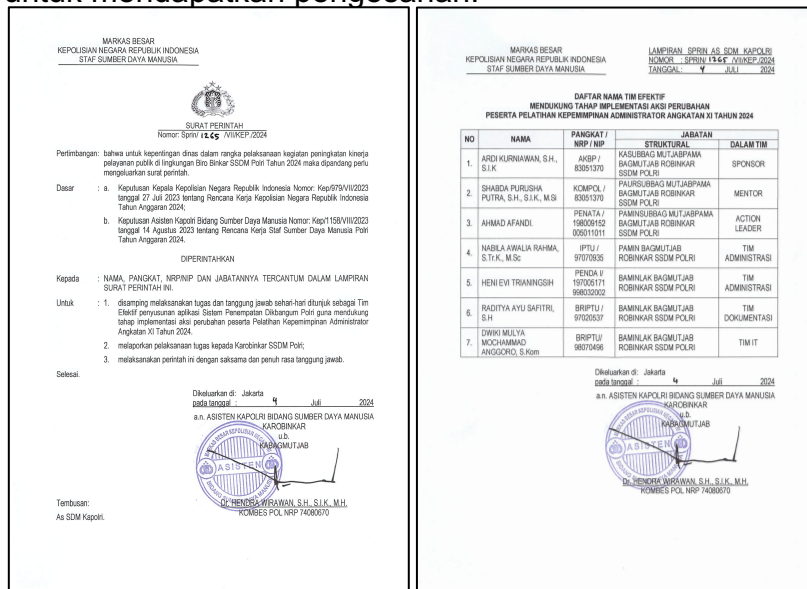 untuk mendapatkan pengesahan.
MARKAS BESAR
KEPOLISIAN NEGARA REPUBLIK INDONESIA
STAF SUMBER DAYA MANUSIA
SURAT PERINTAH
Nomor: Sprin/ 1265 /VII/KEP./2024
Pertimbangan: bahwa untuk kepentingan dinas dalam rangka pelaksanaan kegiatan peningkatan kinerja
pelayanan publik di lingkungan Biro Binkar SSDM Polri Tahun 2024 maka dipandang perlu
mengeluarkan surat perintah.
Dasar : a. Keputusan Kepala Kepolisian Negara Republik Indonesia Nomor: Kep/979/VII/2023
tanggal 27 Juli 2023 tentang Rencana Kerja Kepolisian Negara Republik Indonesia
Tahun Anggaran 2024;
b. Keputusan Asisten Kapolri Bidang Sumber Daya Manusia Nomor: Kep/1158/VIII/2023
tanggal 14 Agustus 2023 tentang Rencana Kerja Staf Sumber Daya Manusia Polri
Tahun Anggaran 2024.
DIPERINTAHKAN
Kepada : NAMA, PANGKAT, NRP/NIP DAN JABATANNYA TERCANTUM DALAM LAMPIRAN
SURAT PERINTAH INI.
Untuk : 1. disamping melaksanakan tugas dan tanggung jawab sehari-hari ditunjuk sebagai Tim
Efektif penyusunan aplikasi Sistem Penempatan Dikbangum Polri guna mendukung
tahap implementasi aksi perubahan peserta Pelatihan Kepemimpinan Administrator
Angkatan XI Tahun 2024.
2. melaporkan pelaksanaan tugas kepada Karobinkar SSDM Polri;
3. melaksanakan perintah ini dengan saksama dan penuh rasa tanggung jawab.
Selesai.
Dikeluarkan di: Jakarta
pada tanggal : 4 Juli 2024
a.n. ASISTEN KAPOLRI BIDANG SUMBER DAYA MANUSIA
KAROBINKAR
u.b.
KABAGMUTJAB
ASISTEN
Dr. HENDRA WIRAWAN, S.H., S.I.K., M.H.
KOMBES POL NRP 74080670
Tembusan:
As SDM Kapolri.
MARKAS BESAR
KEPOLISIAN NEGARA REPUBLIK INDONESIA
STAF SUMBER DAYA MANUSIA
LAMPIRAN SPRIN AS SDM KAPOLRI
NOMOR : SPRIN/ 1265 /VII/KEP./2024
TANGGAL: 4 JULI 2024
DAFTAR NAMA TIM EFEKTIF
MENDUKUNG TAHAP IMPLEMENTASI AKSI PERUBAHAN
PESERTA PELATIHAN KEPEMIMPINAN ADMINISTRATOR ANGKATAN XI TAHUN 2024
NO NAMA PANGKAT / NRP / NIP JABATAN
STRUKTURAL DALAM TIM
1. ARDI KURNIAWAN, S.H., S.I.K AKBP / 83051370 KASUBBAG MUTJABPAMA BAGMUTJAB ROBINKAR SSDM POLRI SPONSOR
2. SHABDA PURUSHA PUTRA, S.H., S.I.K., M.Si KOMPOL / 83051370 PAURSUBBAG MUTJABPAMA BAGMUTJAB ROBINKAR SSDM POLRI MENTOR
3. AHMAD AFANDI. PENATA / 198009152 005011011 PAMINSUBBAG MUTJABPAMA BAGMUTJAB ROBINKAR SSDM POLRI ACTION LEADER
4. NABILA AWALIA RAHMA, S.Tr.K., M.Sc IPTU / 97070935 PAMIN BAGMUTJAB ROBINKAR SSDM POLRI TIM ADMINISTRASI
5. HENI EVI TRIANINGSIH PENDA I/ 197005171 998032002 BAMINLAK BAGMUTJAB ROBINKAR SSDM POLRI TIM ADMINISTRASI
6. RADITYA AYU SAFITRI, S.H BRIPTU / 97020537 BAMINLAK BAGMUTJAB ROBINKAR SSDM POLRI TIM DOKUMENTASI
7. DWIKI MULYA MOCHAMMAD ANGGORO, S.Kom BRIPTU/ 98070496 BAMINLAK BAGMUTJAB ROBINKAR SSDM POLRI TIM IT
Dikeluarkan di: Jakarta
pada tanggal : 4 Juli 2024
a.n. ASISTEN KAPOLRI BIDANG SUMBER DAYA MANUSIA
KAROBINKAR
u.b.
KABAGMUTJAB
ASISTEN
Dr. HENDRA WIRAWAN, S.H., S.I.K., M.H.
KOMBES POL NRP 74080670